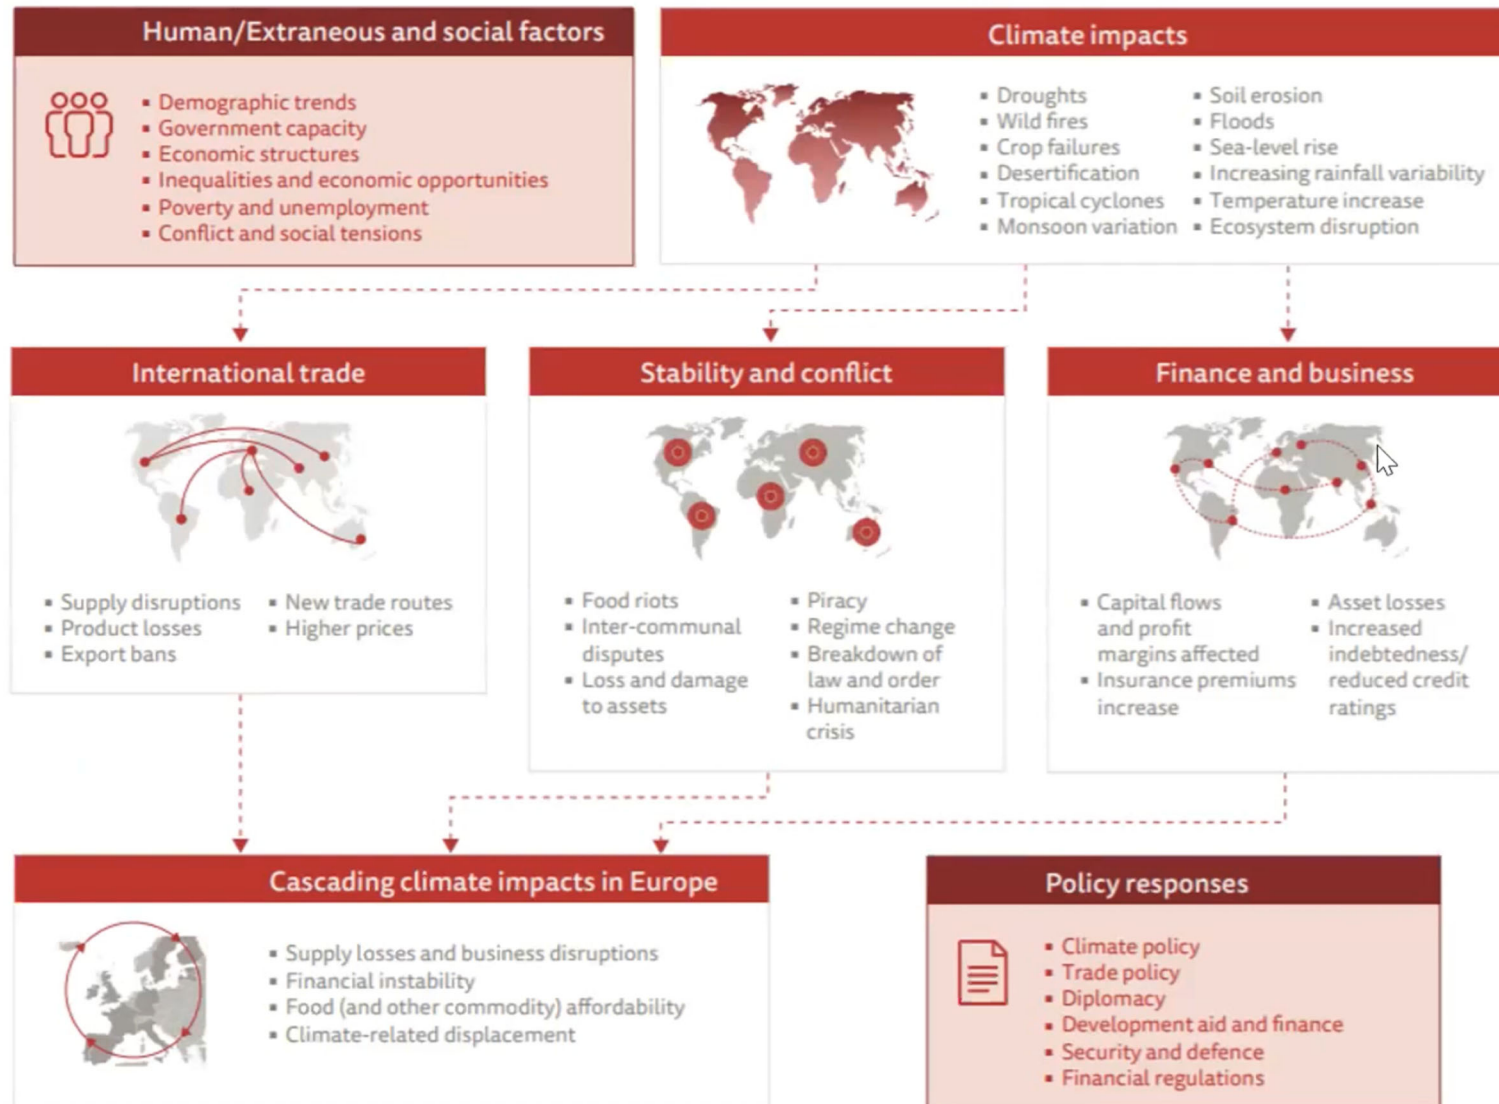 Human/Extraneous and social factors
▪ Demographic trends
▪ Government capacity
▪ Economic structures
▪ Inequalities and economic opportunities
▪ Poverty and unemployment
▪ Conflict and social tensions
Climate impacts
▪ Droughts
▪ Wild fires
▪ Crop failures
▪ Desertification
▪ Tropical cyclones
▪ Monsoon variation
▪ Soil erosion
▪ Floods
▪ Sea-level rise
▪ Increasing rainfall variability
▪ Temperature increase
▪ Ecosystem disruption
International trade
▪ Supply disruptions
▪ Product losses
▪ Export bans
▪ New trade routes
▪ Higher prices
Stability and conflict
▪ Food riots
▪ Inter-communal
disputes
▪ Loss and damage
to assets
▪ Piracy
▪ Regime change
▪ Breakdown of
law and order
▪ Humanitarian
crisis
Finance and business
▪ Capital flows
and profit
margins affected
▪ Insurance premiums
increase
▪ Asset losses
▪ Increased
indebtedness/
reduced credit
ratings
Cascading climate impacts in Europe
▪ Supply losses and business disruptions
▪ Financial instability
▪ Food (and other commodity) affordability
▪ Climate-related displacement
Policy responses
▪ Climate policy
▪ Trade policy
▪ Diplomacy
▪ Development aid and finance
▪ Security and defence
▪ Financial regulations